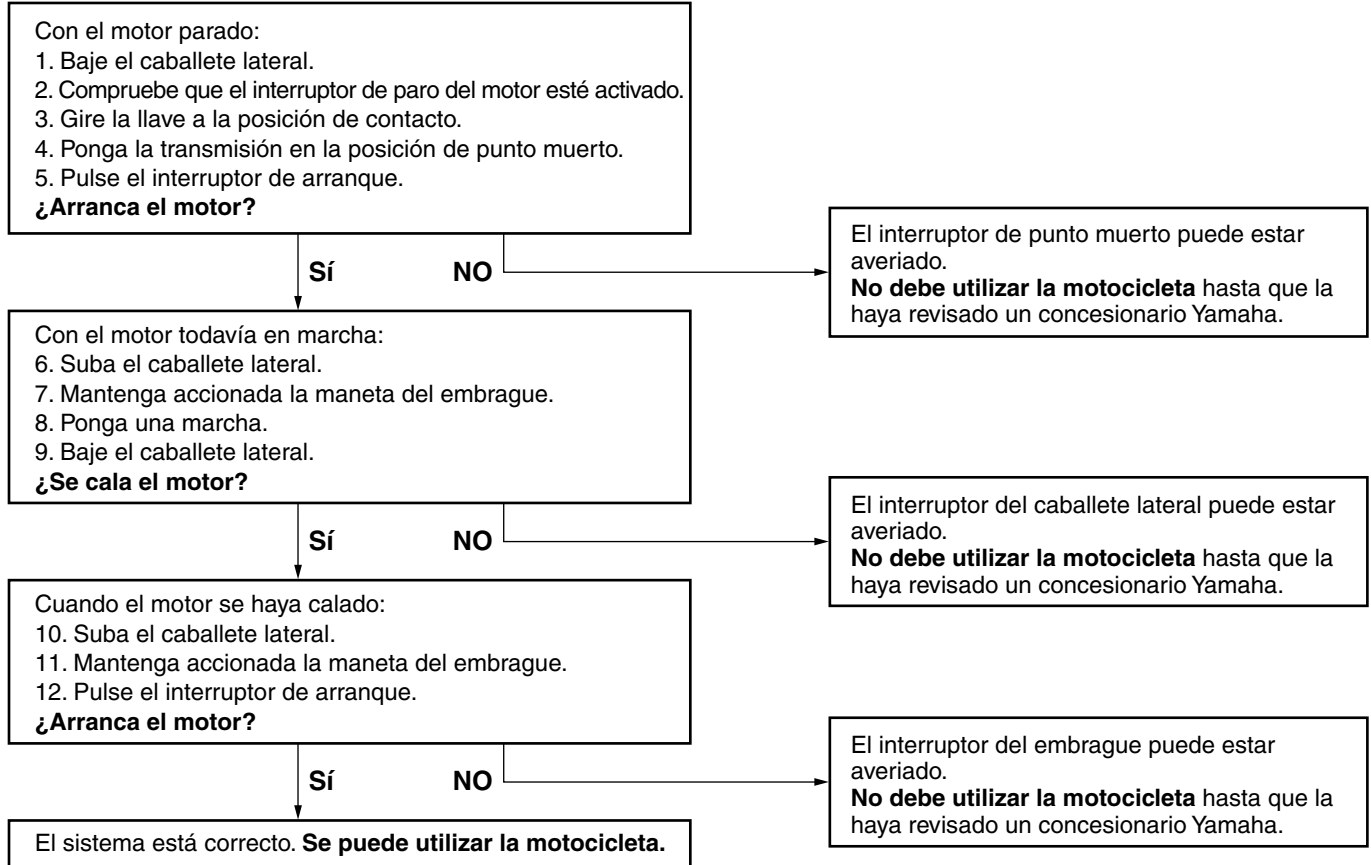 Con el motor parado:
1. Baje el caballete lateral.
2. Compruebe que el interruptor de paro del motor esté activado.
3. Gire la llave a la posición de contacto.
4. Ponga la transmisión en la posición de punto muerto.
5. Pulse el interruptor de arranque.
¿Arranca el motor?
Sí NO
El interruptor de punto muerto puede estar
averiado.
No debe utilizar la motocicleta hasta que la
haya revisado un concesionario Yamaha.
Con el motor todavía en marcha:
6. Suba el caballete lateral.
7. Mantenga accionada la maneta del embrague.
8. Ponga una marcha.
9. Baje el caballete lateral.
¿Se cala el motor?
Sí NO
El interruptor del caballete lateral puede estar
averiado.
No debe utilizar la motocicleta hasta que la
haya revisado un concesionario Yamaha.
Cuando el motor se haya calado:
10. Suba el caballete lateral.
11. Mantenga accionada la maneta del embrague.
12. Pulse el interruptor de arranque.
¿Arranca el motor?
Sí NO
El interruptor del embrague puede estar
averiado.
No debe utilizar la motocicleta hasta que la
haya revisado un concesionario Yamaha.
El sistema está correcto. Se puede utilizar la motocicleta.